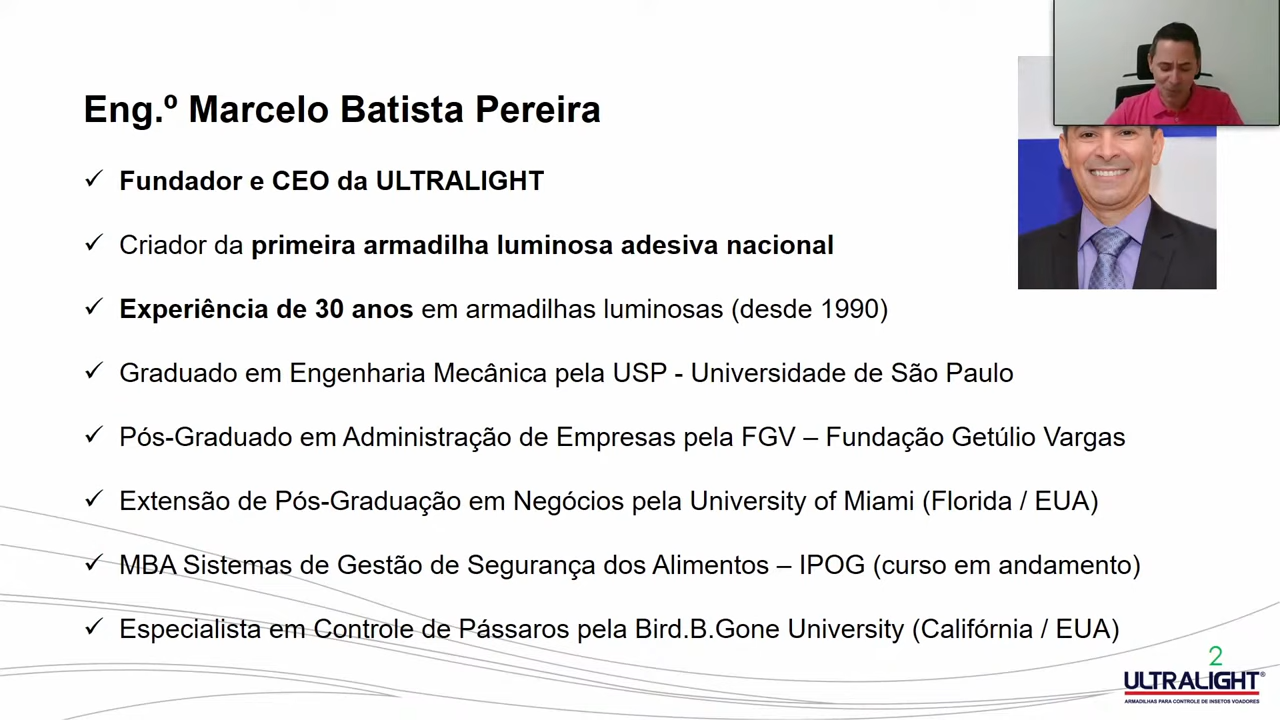 Eng.º Marcelo Batista Pereira
✓ Fundador e CEO da ULTRALIGHT
✓ Criador da primeira armadilha luminosa adesiva nacional
✓ Experiência de 30 anos em armadilhas luminosas (desde 1990)
✓ Graduado em Engenharia Mecânica pela USP - Universidade de São Paulo
✓ Pós-Graduado em Administração de Empresas pela FGV – Fundação Getúlio Vargas
✓ Extensão de Pós-Graduação em Negócios pela University of Miami (Florida / EUA)
✓ MBA Sistemas de Gestão de Segurança dos Alimentos – IPOG (curso em andamento)
✓ Especialista em Controle de Pássaros pela Bird.B.Gone University (Califórnia / EUA)
2
ULTRALIGHT®
ARMADILHAS PARA CONTROLE DE INSETOS VOADORES